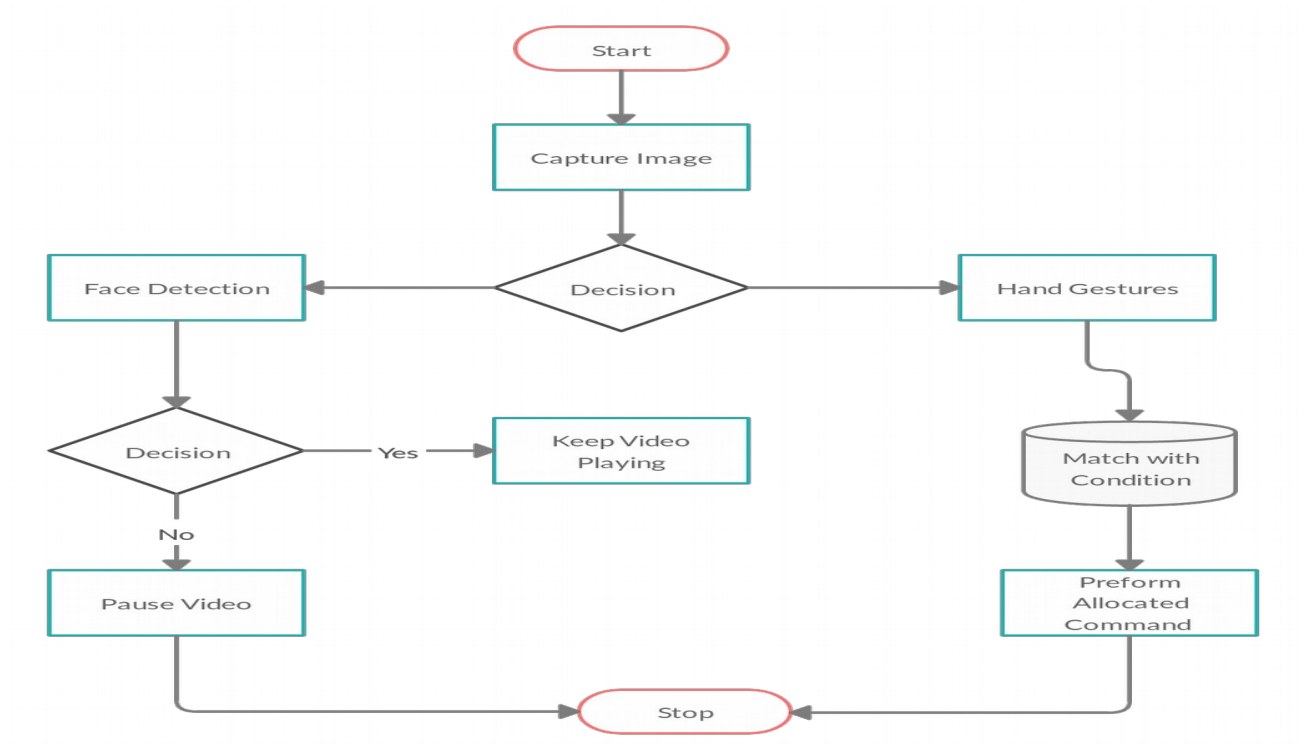 Start
Capture Image
Face Detection
Decision
Hand Gestures
Decision
Yes
Keep Video
Playing
Match with
Condition
No
Pause Video
Preform
Allocated
Command
Stop